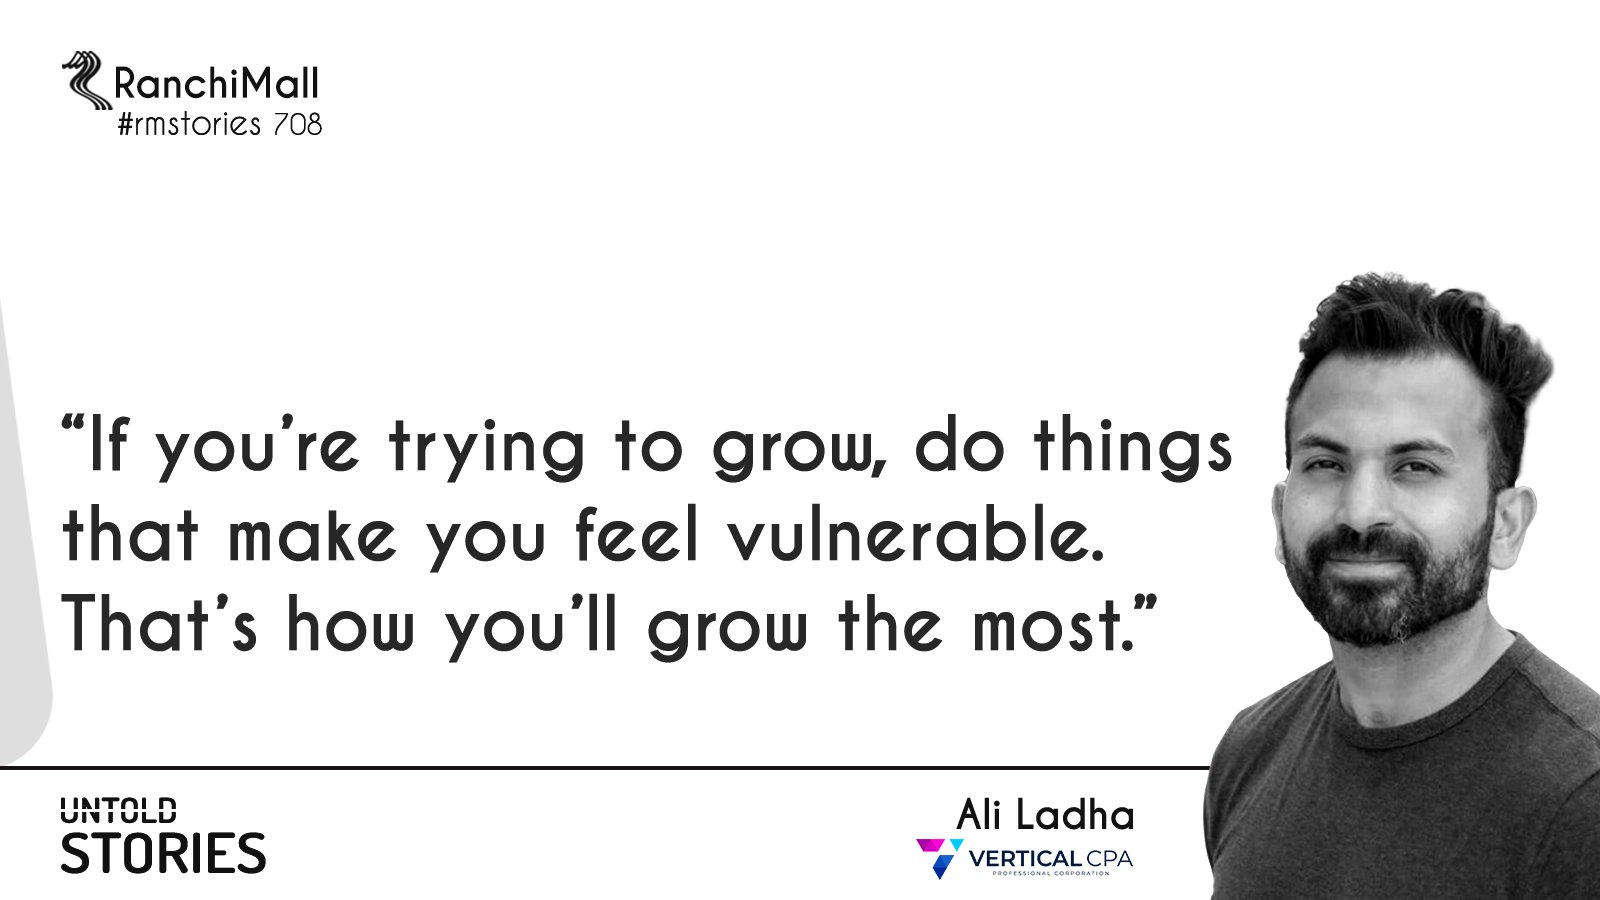 RanchiMall
#rmstories 708
“If you’re trying to grow, do things
that make you feel vulnerable.
That’s how you’ll grow the most.”
UNTOLD
STORIES
Ali Ladha
VERTICAL CPA
PROFESSIONAL CORPORATION